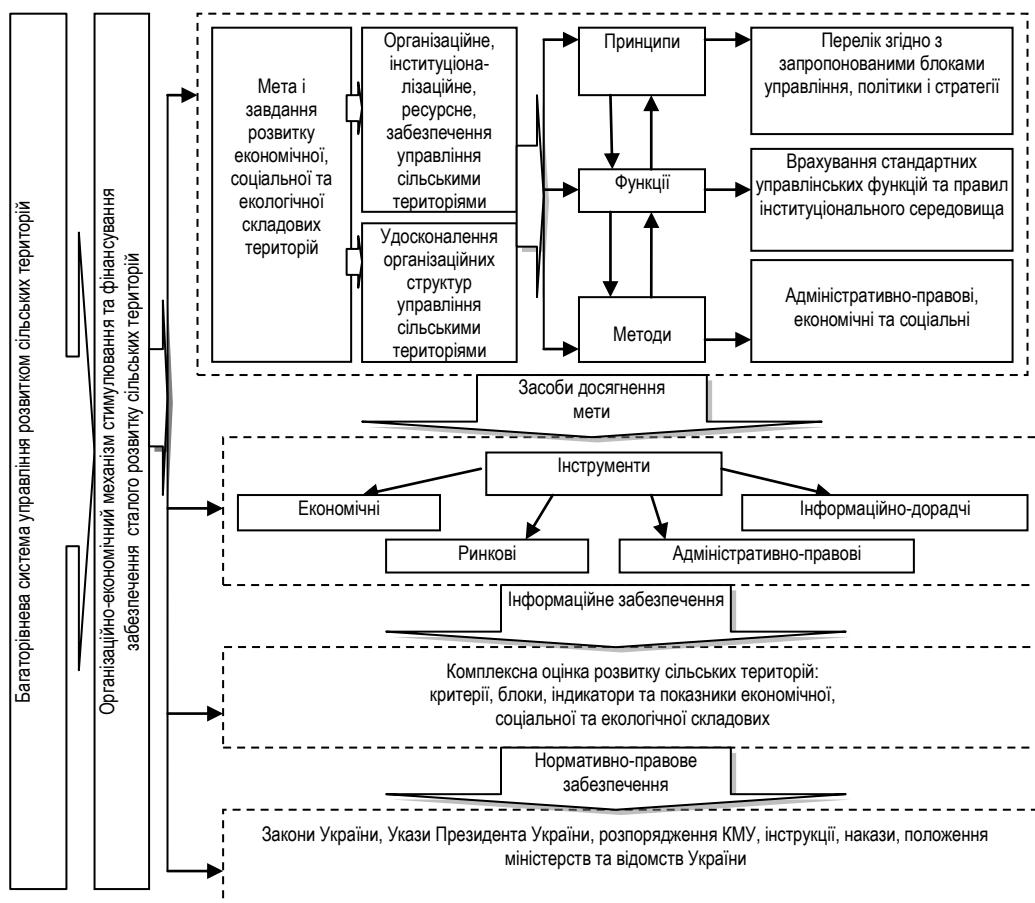 Багаторівнева система управління розвитком сільських територій
Організаційно-економічний механізм стимулювання та фінансування
забезпечення сталого розвитку сільських територій
Мета і
завдання
розвитку
економічної,
соціальної та
екологічної
складових
територій
Організаційне,
інституціона-
лізаційне,
ресурсне,
забезпечення
управління
сільськими
територіями
Удосконалення
організаційних
структур
управління
сільськими
територіями
Принципи
Функції
Методи
Перелік згідно з
запропонованими блоками
управління, політики і стратегії
Врахування стандартних
управлінських функцій та правил
інституціонального середовища
Адміністративно-правові,
економічні та соціальні
Засоби досягнення
мети
Інструменти
Економічні
Інформаційно-дорадчі
Ринкові
Адміністративно-правові
Інформаційне забезпечення
Комплексна оцінка розвитку сільських територій:
критерії, блоки, індикатори та показники економічної,
соціальної та екологічної складових
Нормативно-правове
забезпечення
Закони України, Укази Президента України, розпорядження КМУ, інструкції, накази, положення
міністерств та відомств України